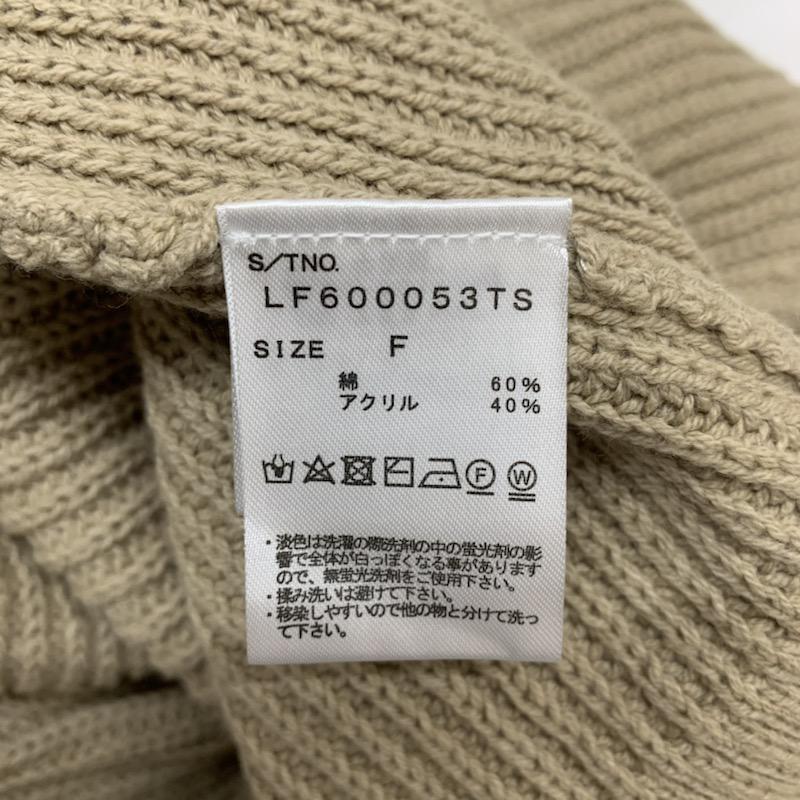 S/TNO.
LF600053TS
SIZE F
綿 60%
アクリル 40%
F W
・淡色は洗濯の際洗剤の中の蛍光剤の影
響で全体が白っぽくなる事があります
ので、無蛍光洗剤をご使用下さい。
・揉み洗いは避けて下さい。
・移染しやすいので他の物と分けて洗っ
て下さい。